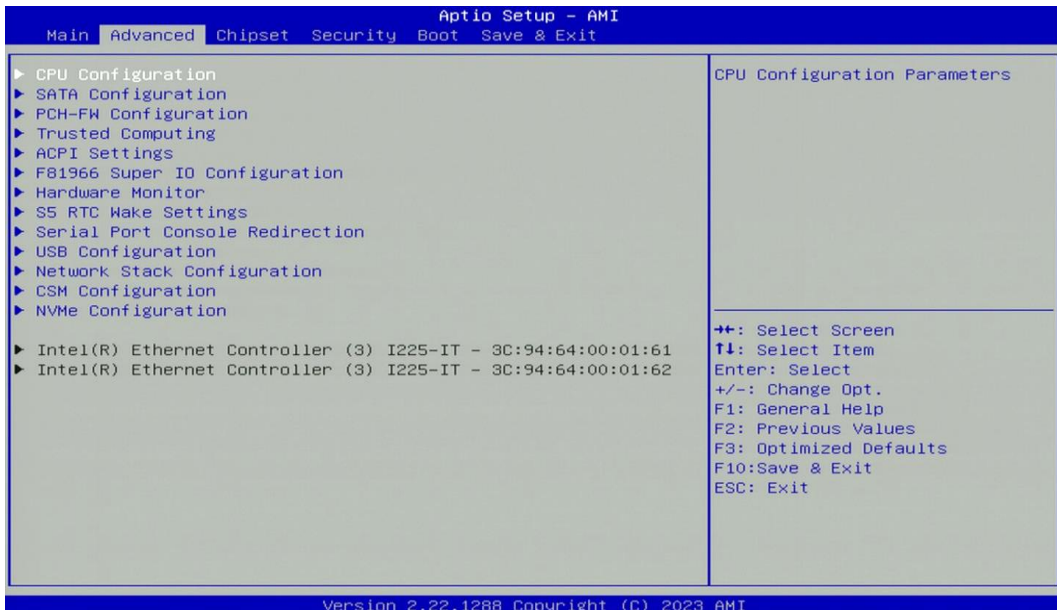 Aptio Setup – AMI
Main Advanced Chipset Security Boot Save & Exit
► CPU Configuration
► SATA Configuration
► PCH-FW Configuration
► Trusted Computing
► ACPI Settings
► F81966 Super IO Configuration
► Hardware Monitor
► S5 RTC Wake Settings
► Serial Port Console Redirection
► USB Configuration
► Network Stack Configuration
► CSM Configuration
► NVMe Configuration
► Intel(R) Ethernet Controller (3) I225-IT – 3C:94:64:00:01:61
► Intel(R) Ethernet Controller (3) I225-IT – 3C:94:64:00:01:62
CPU Configuration Parameters
→←: Select Screen
↑↓: Select Item
Enter: Select
+/-: Change Opt.
F1: General Help
F2: Previous Values
F3: Optimized Defaults
F10:Save & Exit
ESC: Exit
Version 2.22.1288 Copyright (C) 2023 AMI